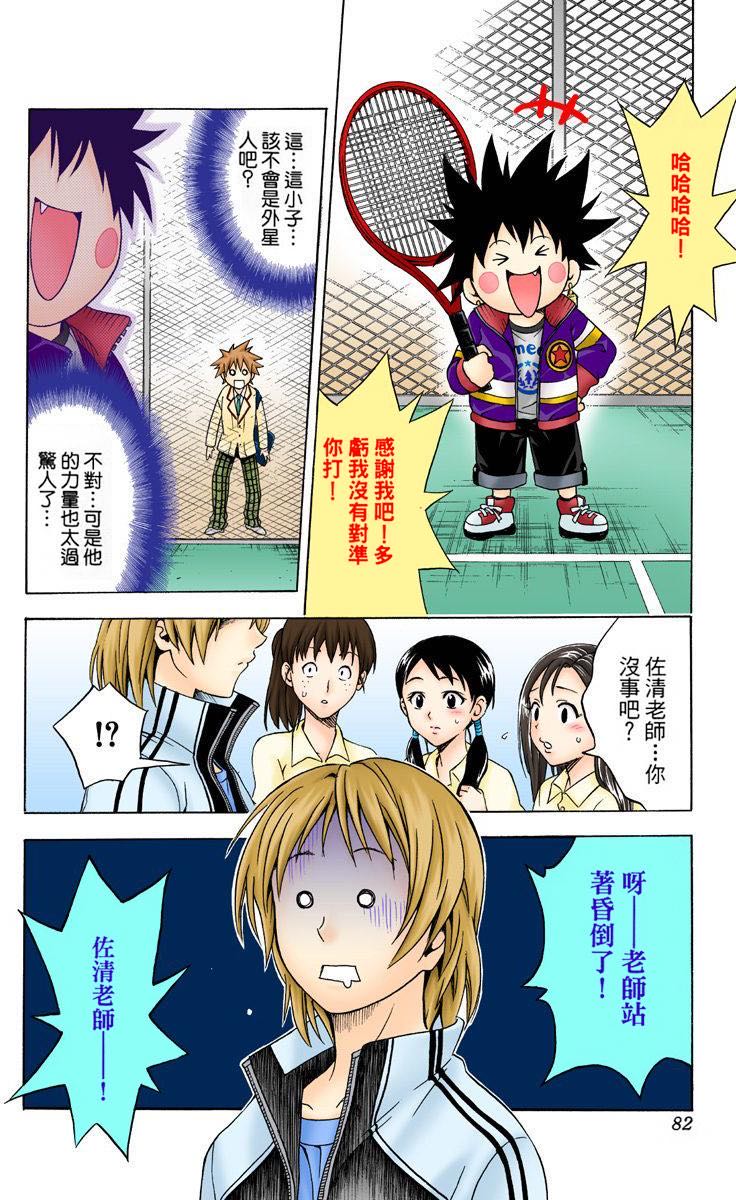 哈哈哈哈！
mec
感謝我吧！多
虧我沒有對準
你打！
這…這小子…
該不會是外星
人吧？
不對…可是他
的力量也太過
驚人了…
佐清老師…你
沒事吧？
!?
呀——老師站
著昏倒了！
佐清老師——！
82